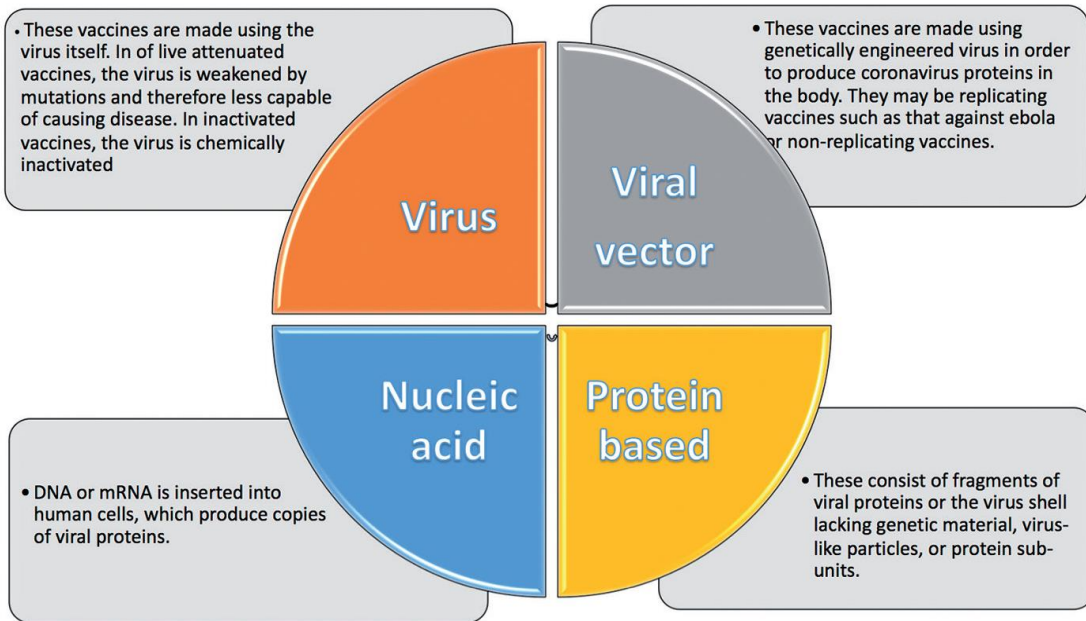 • These vaccines are made using the
virus itself. In of live attenuated
vaccines, the virus is weakened by
mutations and therefore less capable
of causing disease. In inactivated
vaccines, the virus is chemically
inactivated
• These vaccines are made using
genetically engineered virus in order
to produce coronavirus proteins in
the body. They may be replicating
vaccines such as that against ebola
or non-replicating vaccines.
Virus
Viral
vector
Nucleic
acid
Protein
based
• DNA or mRNA is inserted into
human cells, which produce copies
of viral proteins.
• These consist of fragments of
viral proteins or the virus shell
lacking genetic material, virus-
like particles, or protein sub-
units.